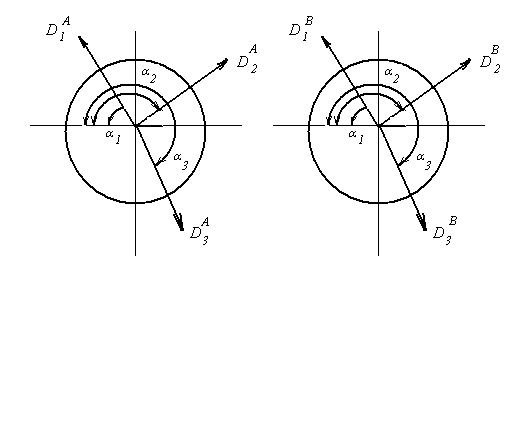 D₁ᴬ D₁ᴮ
α₂ D₂ᴬ α₂ D₂ᴮ
α₁ α₁
α₃ α₃
D₃ᴬ D₃ᴮ